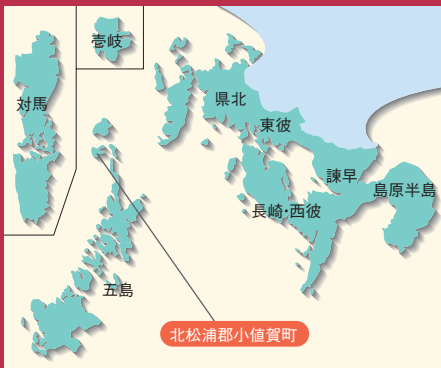 壱岐
対馬
県北
東彼
諫早
島原半島
長崎・西彼
五島
北松浦郡小値賀町